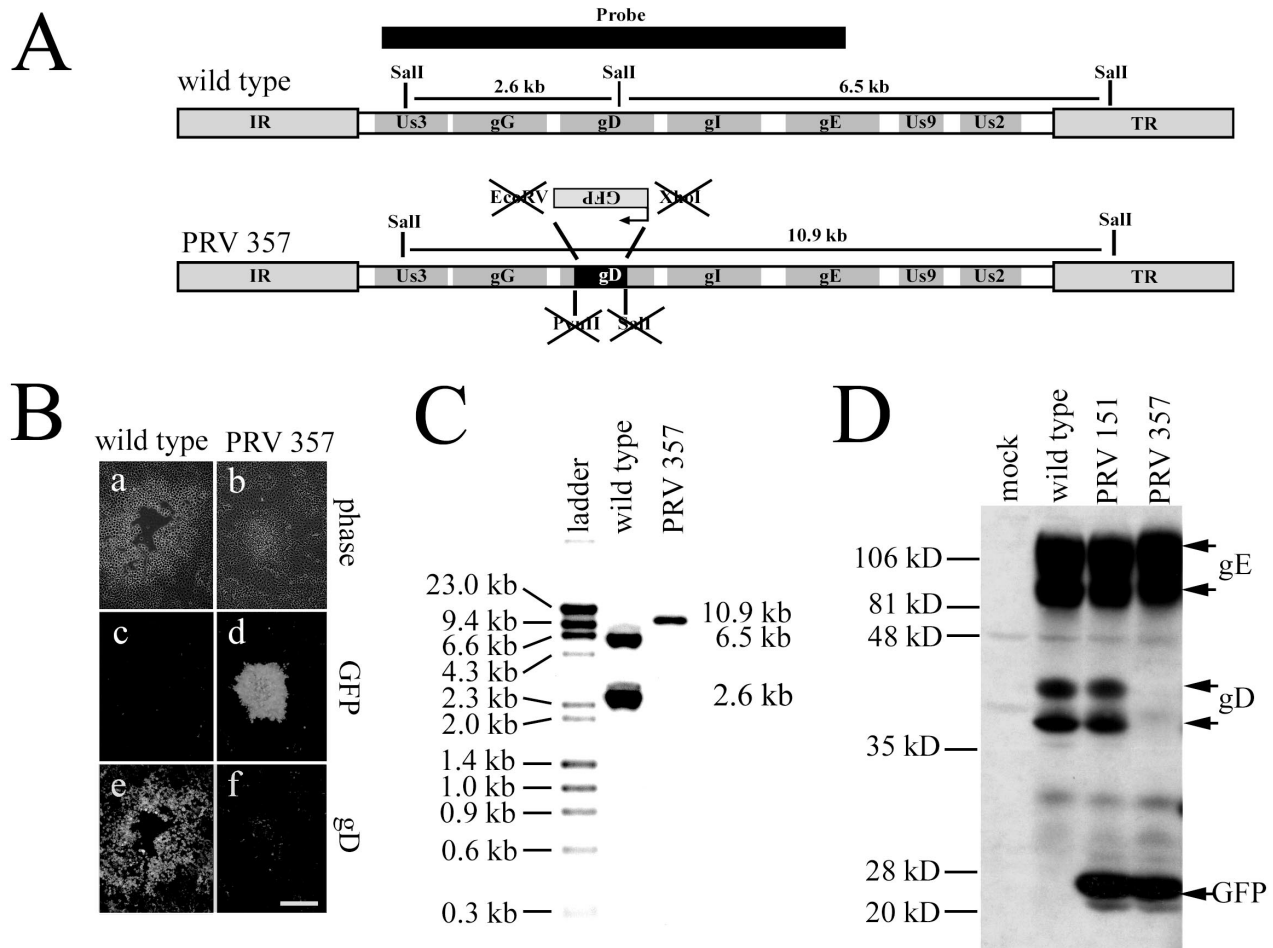 A
Probe
wild type
SalI
SalI
SalI
2.6 kb
6.5 kb
IR
Us3
gG
gD
gI
gE
Us9
Us2
TR
EcoRV
GFP
XhoI
PRV 357
SalI
SalI
10.9 kb
IR
Us3
gG
gD
gI
gE
Us9
Us2
TR
PvuII
SalI
B
wild type
PRV 357
a
b
phase
c
d
GFP
e
f
gD
C
ladder
wild type
PRV 357
23.0 kb
9.4 kb
6.6 kb
4.3 kb
2.3 kb
2.0 kb
1.4 kb
1.0 kb
0.9 kb
0.6 kb
0.3 kb
10.9 kb
6.5 kb
2.6 kb
D
mock
wild type
PRV 151
PRV 357
106 kD
81 kD
48 kD
35 kD
28 kD
20 kD
gE
gD
GFP